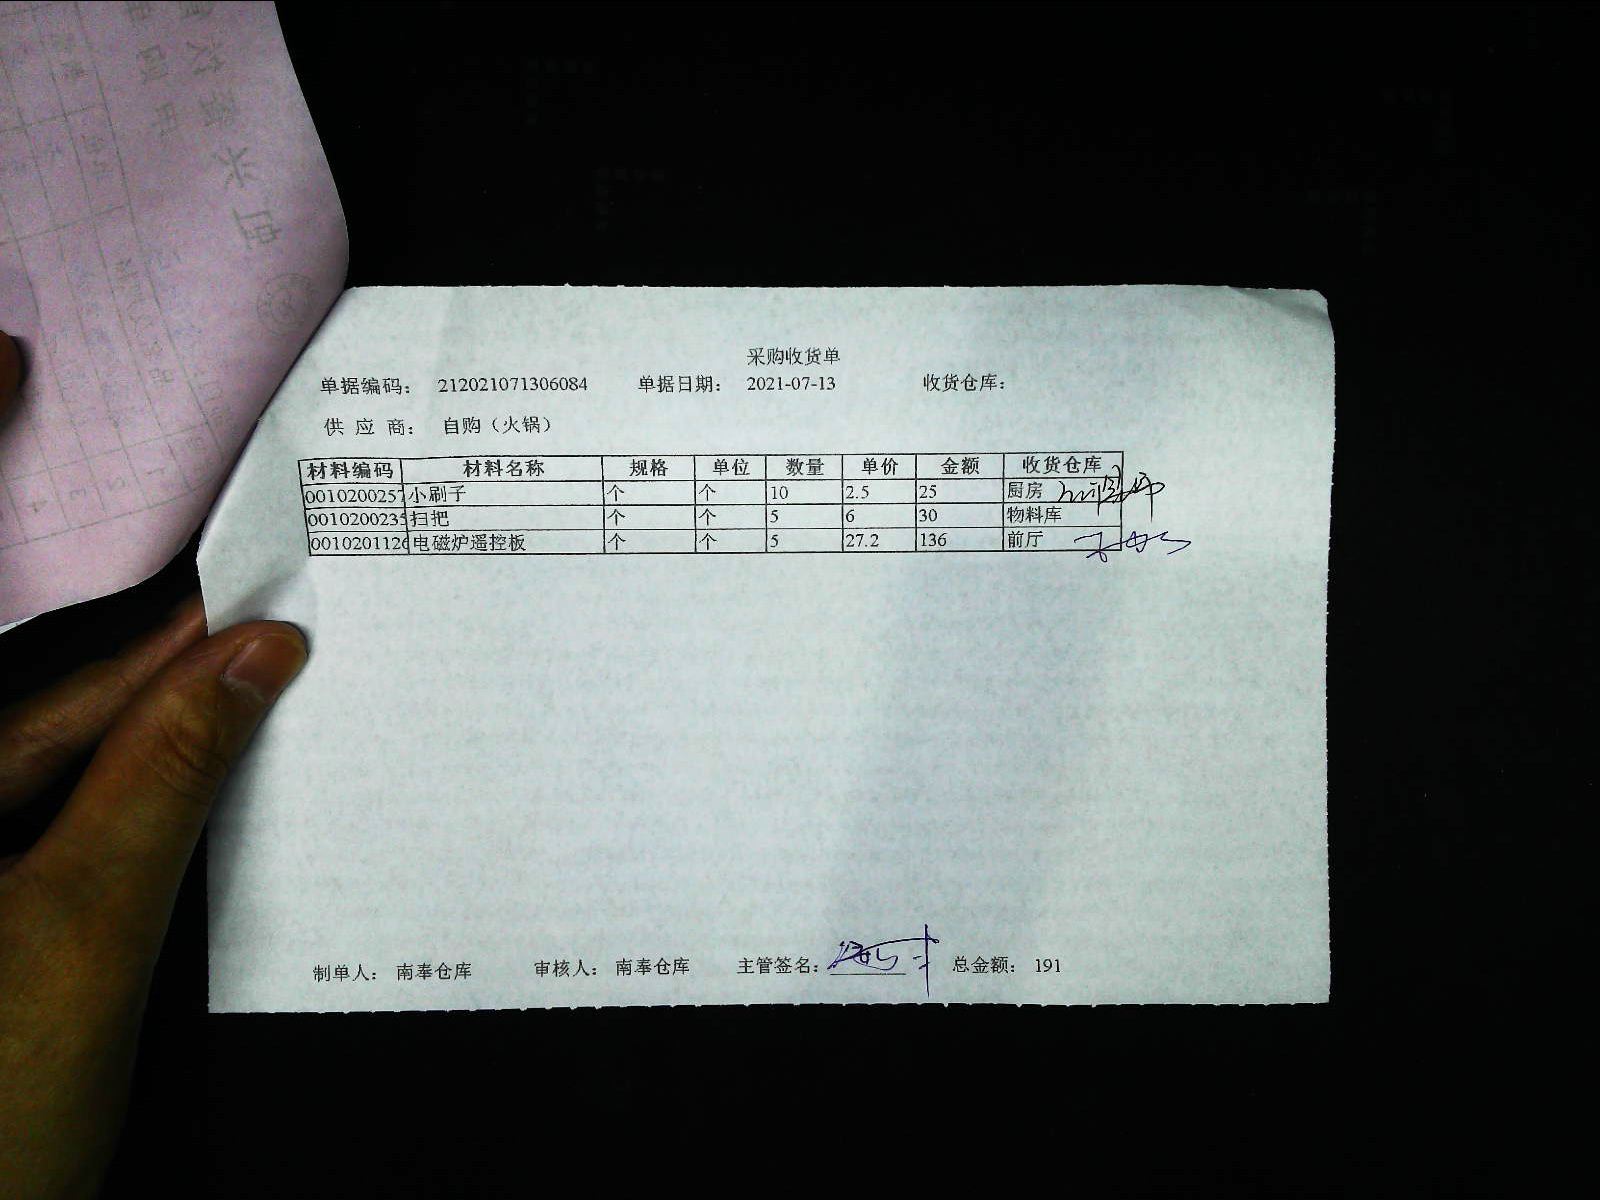 采购收货单
单据编码： 212021071306084 单据日期： 2021-07-13 收货仓库：
供 应 商： 自购（火锅）
材料编码 材料名称 规格 单位 数量 单价 金额 收货仓库
0010200257 小刷子 个 个 10 2.5 25 厨房
0010200235 扫把 个 个 5 6 30 物料库
0010201126 电磁炉遥控板 个 个 5 27.2 136 前厅
制单人： 南奉仓库 审核人： 南奉仓库 主管签名： 总金额： 191